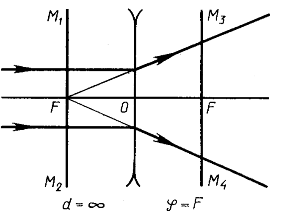 M₁ M₃
F O F
M₂ M₄
d = ∞ φ = F